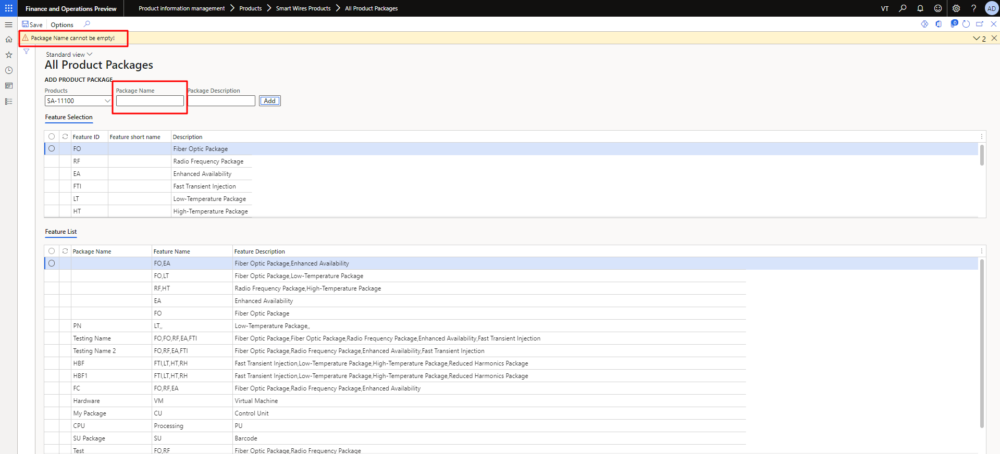 Finance and Operations Preview
Product information management > Products > Smart Wires Products > All Product Packages
VT
AD
Save Options
0
Package Name cannot be empty!
2
Standard view
All Product Packages
ADD PRODUCT PACKAGE
Products Package Name Package Description
SA-11100 Add
Feature Selection
Feature ID Feature short name Description
FO Fiber Optic Package
RF Radio Frequency Package
EA Enhanced Availability
FTI Fast Transient Injection
LT Low-Temperature Package
HT High-Temperature Package
Feature List
Package Name Feature Name Feature Description
FO,EA Fiber Optic Package,Enhanced Availability
FO,LT Fiber Optic Package,Low-Temperature Package
RF,HT Radio Frequency Package,High-Temperature Package
EA Enhanced Availability
FO Fiber Optic Package
PN LT,, Low-Temperature Package,,
Testing Name FO,FO,RF,EA,FTI Fiber Optic Package,Fiber Optic Package,Radio Frequency Package,Enhanced Availability,Fast Transient Injection
Testing Name 2 FO,RF,EA,FTI Fiber Optic Package,Radio Frequency Package,Enhanced Availability,Fast Transient Injection
HBF FTI,LT,HT,RH Fast Transient Injection,Low-Temperature Package,High-Temperature Package,Reduced Harmonics Package
HBF1 FTI,LT,HT,RH Fast Transient Injection,Low-Temperature Package,High-Temperature Package,Reduced Harmonics Package
FC FO,RF,EA Fiber Optic Package,Radio Frequency Package,Enhanced Availability
Hardware VM Virtual Machine
My Package CU Control Unit
CPU Processing PU
SU Package SU Barcode
Test FO,RF Fiber Optic Package,Radio Frequency Package